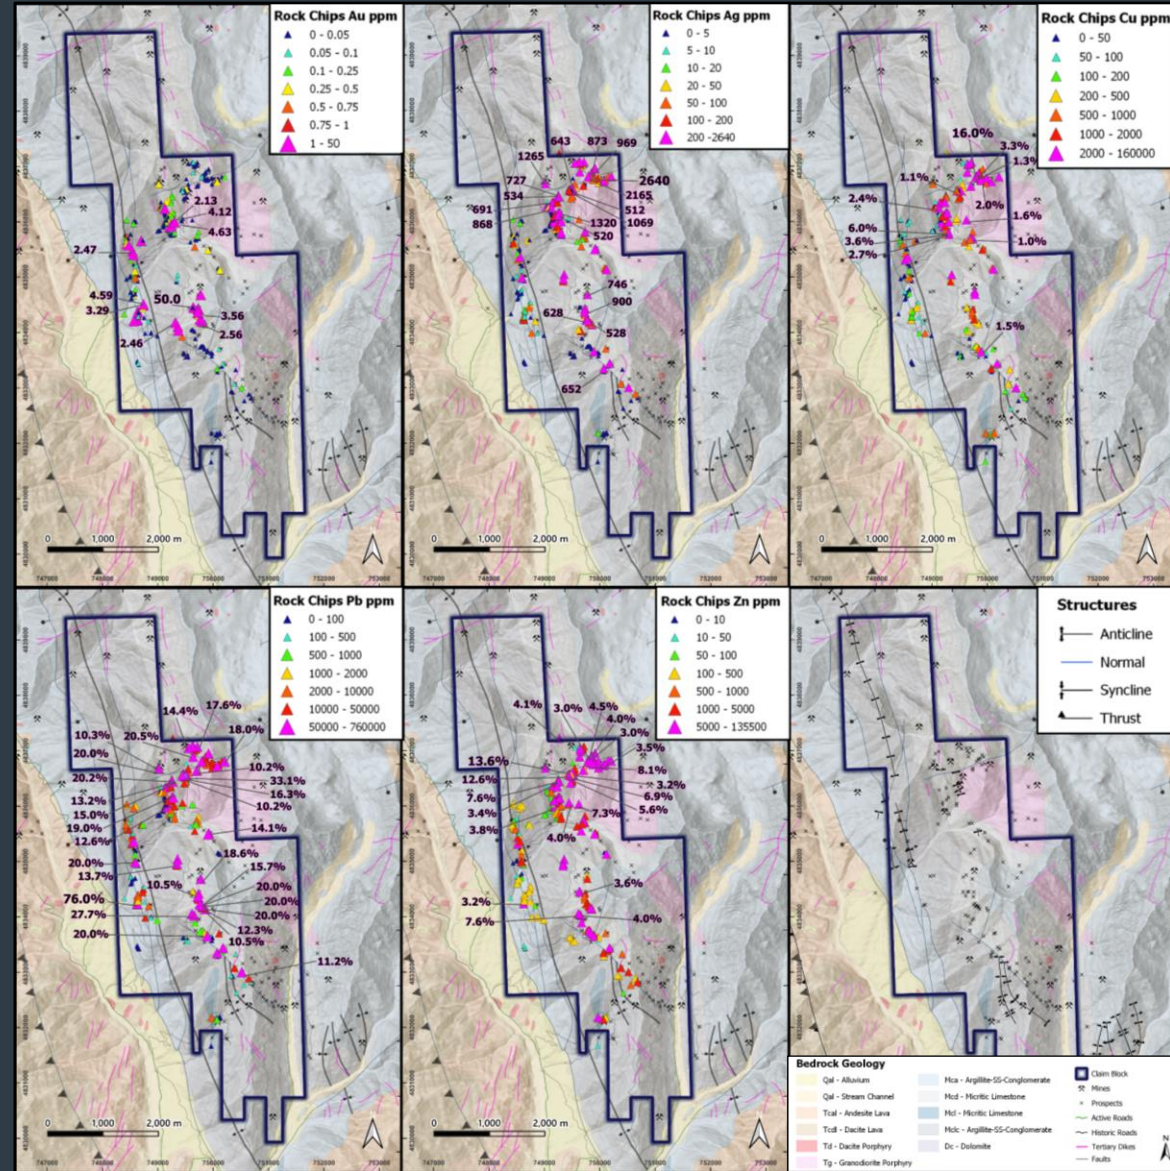 Rock Chips Au ppm
0 - 0.05
0.05 - 0.1
0.1 - 0.25
0.25 - 0.5
0.5 - 0.75
0.75 - 1
1 - 50
2.13
4.12
4.63
2.47
4.59
50.0
3.29
3.56
2.56
2.46
0 1,000 2,000 m
747000 748000 749000 750000 751000 752000 753000
Rock Chips Ag ppm
0 - 5
5 - 10
10 - 20
20 - 50
50 - 100
100 - 200
200 -2640
643 873 969
1265
727
2640
534
2165
691
512
868
1320 1069
520
746
900
628
528
652
0 1,000 2,000 m
Rock Chips Cu ppm
0 - 50
50 - 100
100 - 200
200 - 500
500 - 1000
1000 - 2000
2000 - 160000
16.0%
3.3%
1.3%
1.1%
2.4%
2.0%
1.6%
6.0%
3.6%
1.0%
2.7%
1.5%
0 1,000 2,000 m
Rock Chips Pb ppm
0 - 100
100 - 500
500 - 1000
1000 - 2000
2000 - 10000
10000 - 50000
50000 - 760000
14.4% 17.6%
10.3% 20.5% 18.0%
20.0%
10.2%
20.2%
33.1%
16.3%
13.2%
10.2%
15.0%
19.0%
14.1%
12.6%
18.6%
20.0%
15.7%
13.7%
10.5%
20.0%
76.0%
20.0%
27.7%
20.0%
12.3%
20.0%
10.5%
11.2%
0 1,000 2,000 m
Rock Chips Zn ppm
0 - 10
10 - 50
50 - 100
100 - 500
500 - 1000
1000 - 5000
5000 - 135500
4.1% 3.0% 4.5%
4.0%
3.0%
3.5%
13.6%
8.1%
12.6%
3.2%
7.6%
6.9%
3.4%
7.3% 5.6%
3.8%
4.0%
3.6%
3.2%
7.6%
4.0%
0 1,000 2,000 m
Structures
Anticline
Normal
Syncline
Thrust
Bedrock Geology
Qal - Alluvium
Qal - Stream Channel
Tcal - Andesite Lava
Tcdl - Dacite Lava
Td - Dacite Porphyry
Tg - Granodiorite Porphyry
Mca - Argillite-SS-Conglomerate
Mcd - Micritic Limestone
Mcl - Micritic Limestone
Mclc - Argillite-SS-Conglomerate
Dc - Dolomite
Claim Block
Mines
Prospects
Active Roads
Historic Roads
Tertiary Dikes
Faults
N